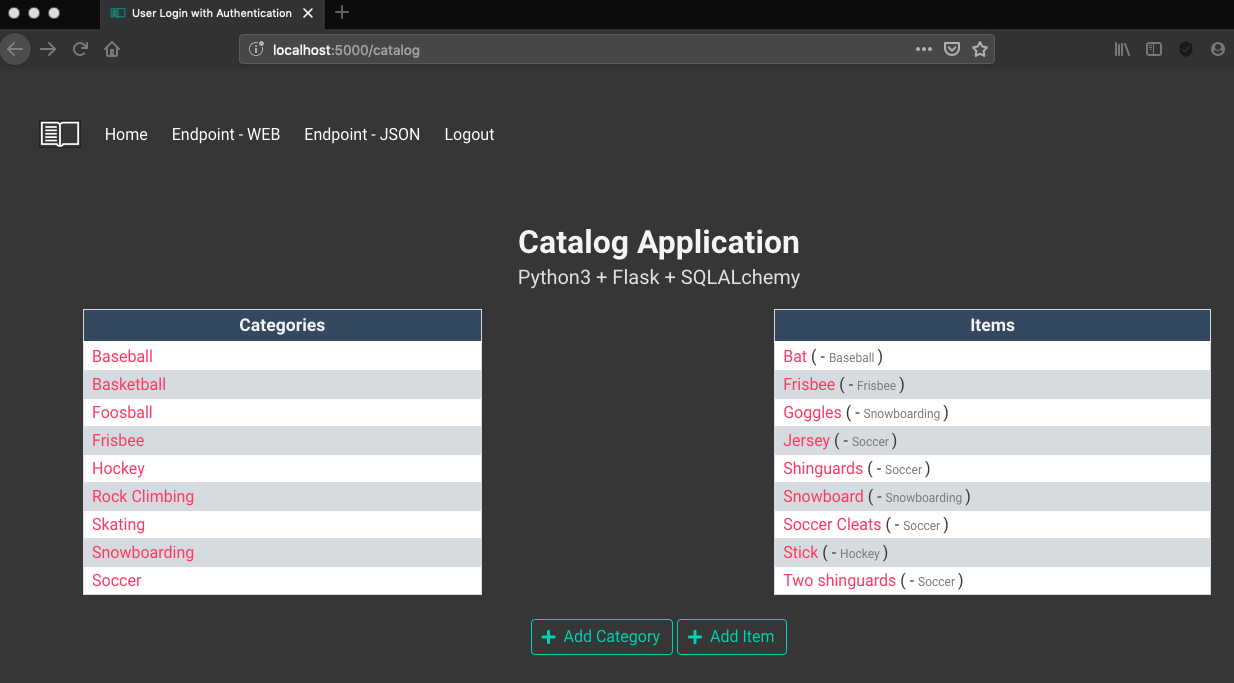 User Login with Authentication
localhost:5000/catalog
Home Endpoint - WEB Endpoint - JSON Logout
Catalog Application
Python3 + Flask + SQLALchemy
Categories
Baseball
Basketball
Foosball
Frisbee
Hockey
Rock Climbing
Skating
Snowboarding
Soccer
Items
Bat ( - Baseball )
Frisbee ( - Frisbee )
Goggles ( - Snowboarding )
Jersey ( - Soccer )
Shinguards ( - Soccer )
Snowboard ( - Snowboarding )
Soccer Cleats ( - Soccer )
Stick ( - Hockey )
Two shinguards ( - Soccer )
Add Category Add Item